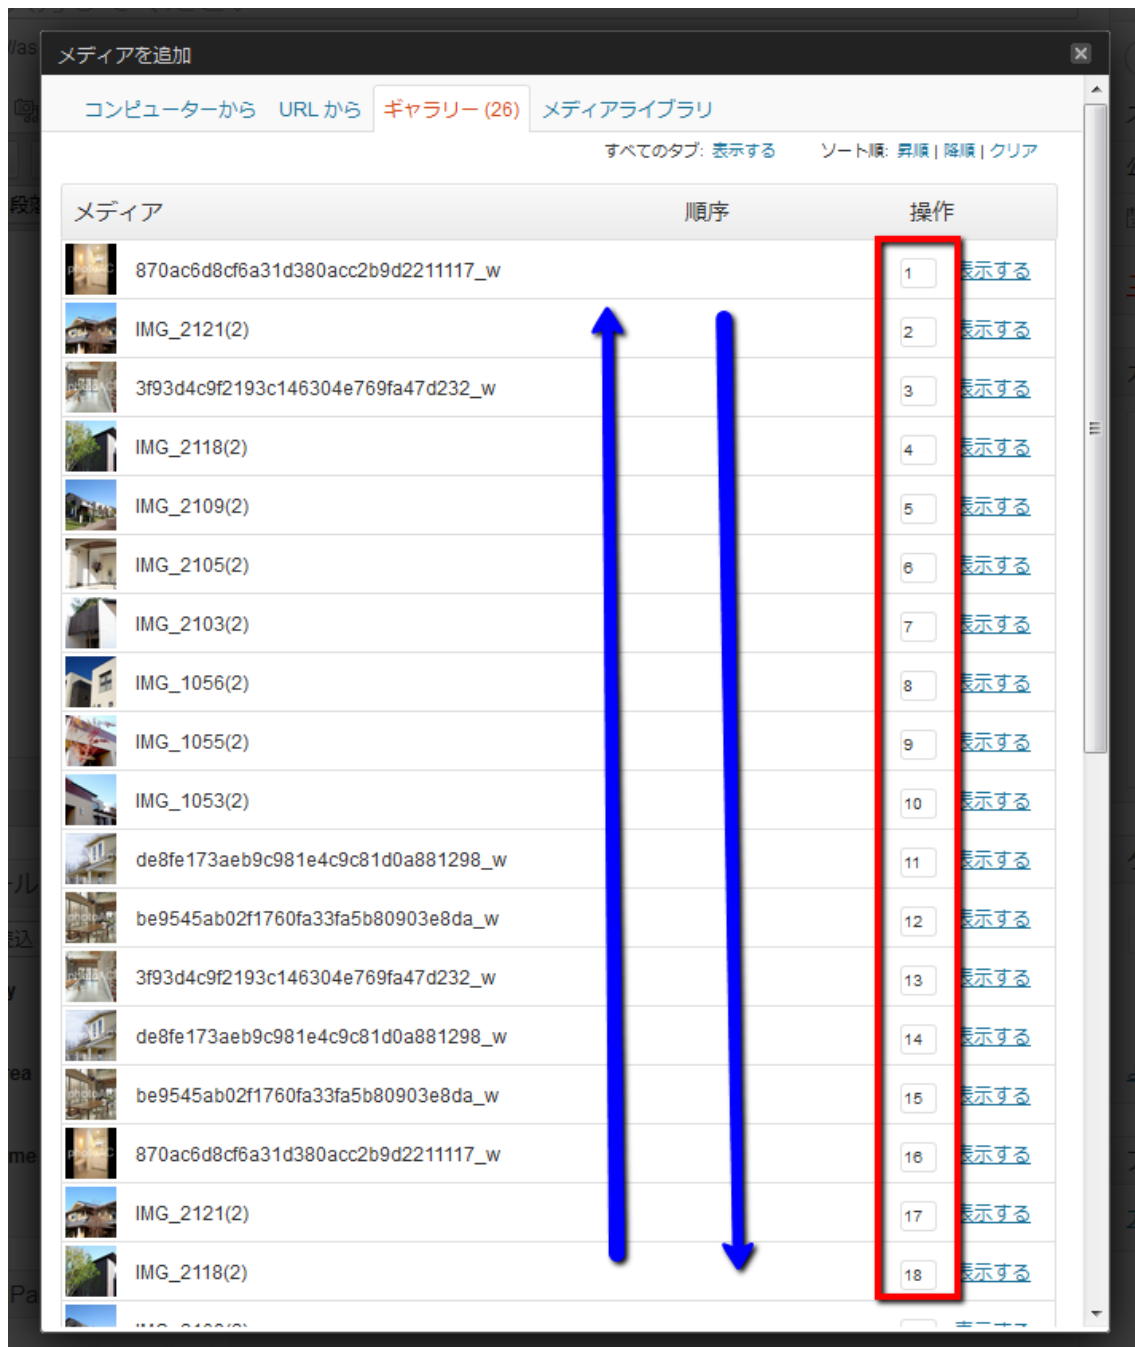 メディアを追加
コンピューターから URL から ギャラリー (26) メディアライブラリ
すべてのタブ: 表示する ソート順: 昇順 | 降順 | クリア
メディア 順序 操作
870ac6d8cf6a31d380acc2b9d2211117_w 1 表示する
IMG_2121(2) 2 表示する
3f93d4c9f2193c146304e769fa47d232_w 3 表示する
IMG_2118(2) 4 表示する
IMG_2109(2) 5 表示する
IMG_2105(2) 6 表示する
IMG_2103(2) 7 表示する
IMG_1056(2) 8 表示する
IMG_1055(2) 9 表示する
IMG_1053(2) 10 表示する
de8fe173aeb9c981e4c9c81d0a881298_w 11 表示する
be9545ab02f1760fa33fa5b80903e8da_w 12 表示する
3f93d4c9f2193c146304e769fa47d232_w 13 表示する
de8fe173aeb9c981e4c9c81d0a881298_w 14 表示する
be9545ab02f1760fa33fa5b80903e8da_w 15 表示する
870ac6d8cf6a31d380acc2b9d2211117_w 16 表示する
IMG_2121(2) 17 表示する
IMG_2118(2) 18 表示する